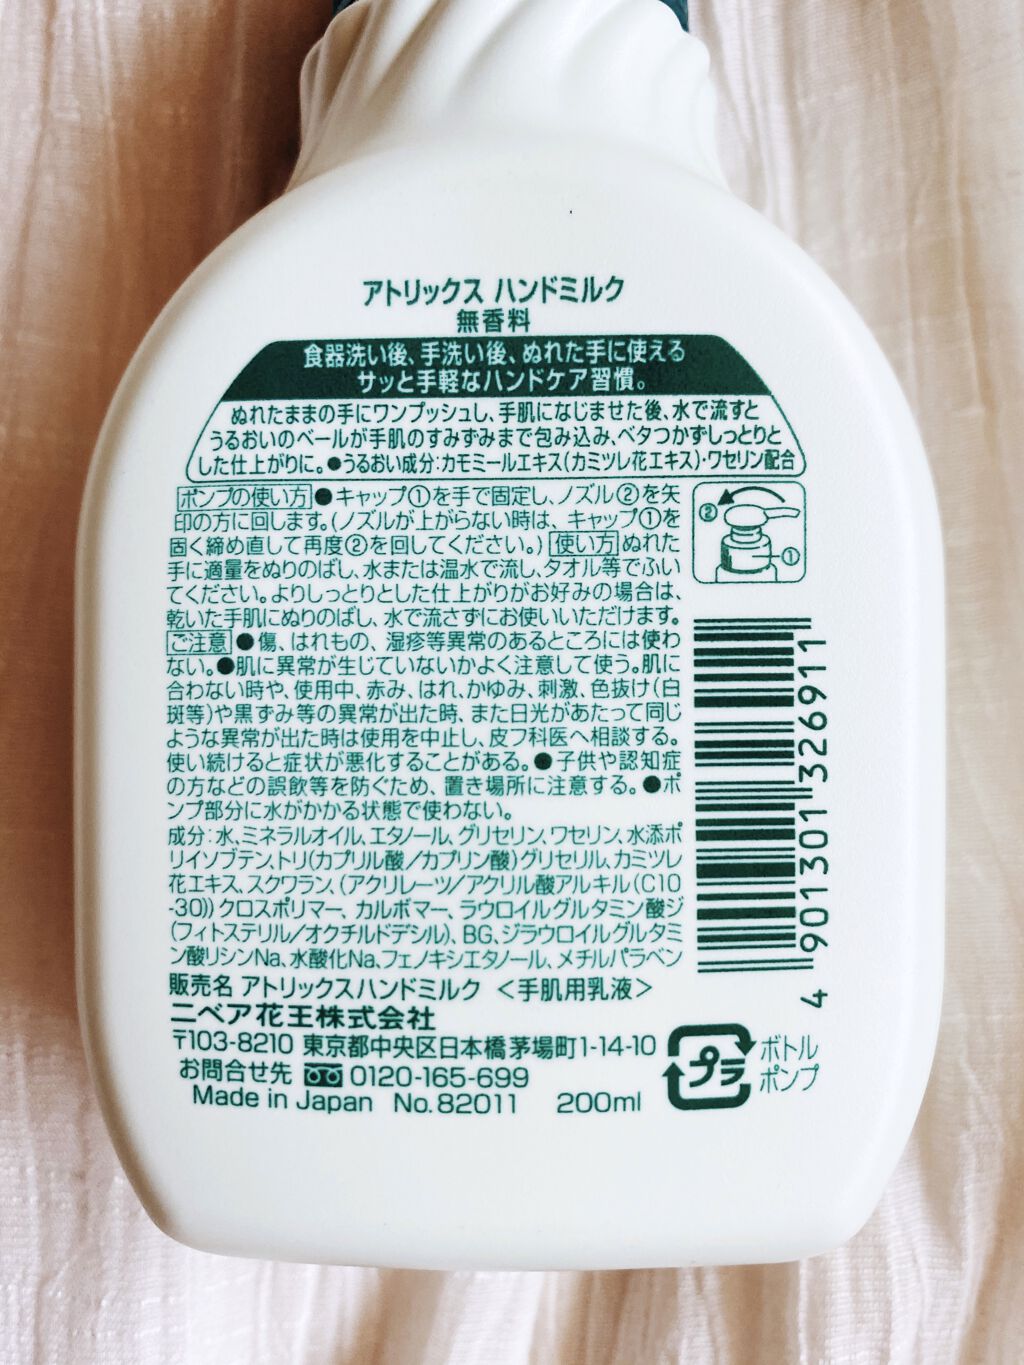 アトリックス ハンドミルク
無香料
食器洗い後、手洗い後、ぬれた手に使える
サッと手軽なハンドケア習慣。
ぬれたままの手にワンプッシュし、手肌になじませた後、水で流すと
うるおいのベールが手肌のすみずみまで包み込み、ベタつかずしっとりと
した仕上がりに。●うるおい成分:カモミールエキス(カミツレ花エキス)・ワセリン配合
ポンプの使い方 ●キャップ①を手で固定し、ノズル②を矢
印の方に回します。(ノズルが上がらない時は、キャップ①を
固く締め直して再度②を回してください。) 使い方 ぬれた
手に適量をぬりのばし、水または温水で流し、タオル等でふい
てください。よりしっとりとした仕上がりがお好みの場合は、
乾いた手肌にぬりのばし、水で流さずにお使いいただけます。
ご注意 ●傷、はれもの、湿疹等異常のあるところには使わ
ない。●肌に異常が生じていないかよく注意して使う。肌に
合わない時や、使用中、赤み、はれ、かゆみ、刺激、色抜け(白
斑等)や黒ずみ等の異常が出た時、また日光があたって同じ
ような異常が出た時は使用を中止し、皮フ科医へ相談する。
使い続けると症状が悪化することがある。●子供や認知症
の方などの誤飲等を防ぐため、置き場所に注意する。●ポ
ンプ部分に水がかかる状態で使わない。
成分:水、ミネラルオイル、エタノール、グリセリン、ワセリン、水添ポ
リイソブテン、トリ(カプリル酸/カプリン酸)グリセリル、カミツレ
花エキス、スクワラン、(アクリレーツ/アクリル酸アルキル(C10
-30))クロスポリマー、カルボマー、ラウロイルグルタミン酸ジ
(フィトステリル/オクチルドデシル)、BG、ジラウロイルグルタミ
ン酸リシンNa、水酸化Na、フェノキシエタノール、メチルパラベン
販売名 アトリックスハンドミルク <手肌用乳液>
ニベア花王株式会社
〒103-8210 東京都中央区日本橋茅場町1-14-10
お問合せ先 0120-165-699
Made in Japan No.82011 200ml
②
①
4 901301 326911
プラ
ボトル
ポンプ